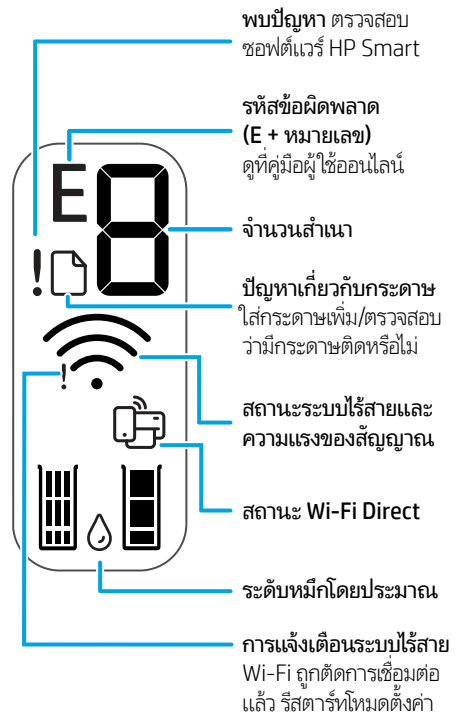 พบปัญหา ตรวจสอบ
ซอฟต์แวร์ HP Smart
รหัสข้อผิดพลาด
(E + หมายเลข)
ดูที่คู่มือผู้ใช้ออนไลน์
E8
จำนวนสำเนา
!
ปัญหาเกี่ยวกับกระดาษ
ใส่กระดาษเพิ่ม/ตรวจสอบ
ว่ามีกระดาษติดหรือไม่
!
สถานะระบบไร้สายและ
ความแรงของสัญญาณ
สถานะ Wi-Fi Direct
ระดับหมึกโดยประมาณ
การแจ้งเตือนระบบไร้สาย
Wi-Fi ถูกตัดการเชื่อมต่อ
แล้ว รีสตาร์ทโหมดตั้งค่า